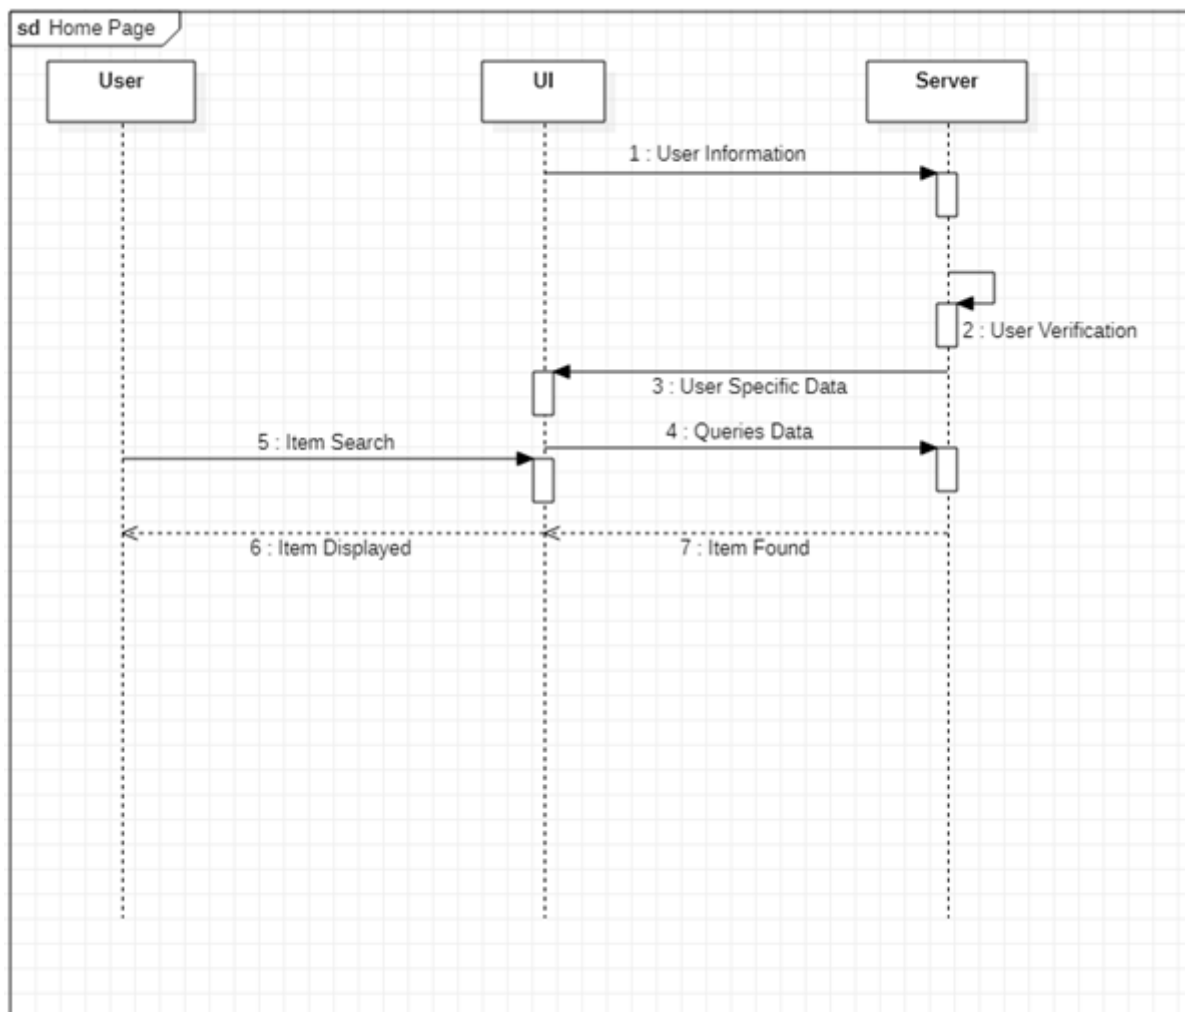 sd Home Page
User
UI
Server
1 : User Information
2 : User Verification
3 : User Specific Data
4 : Queries Data
5 : Item Search
6 : Item Displayed
7 : Item Found